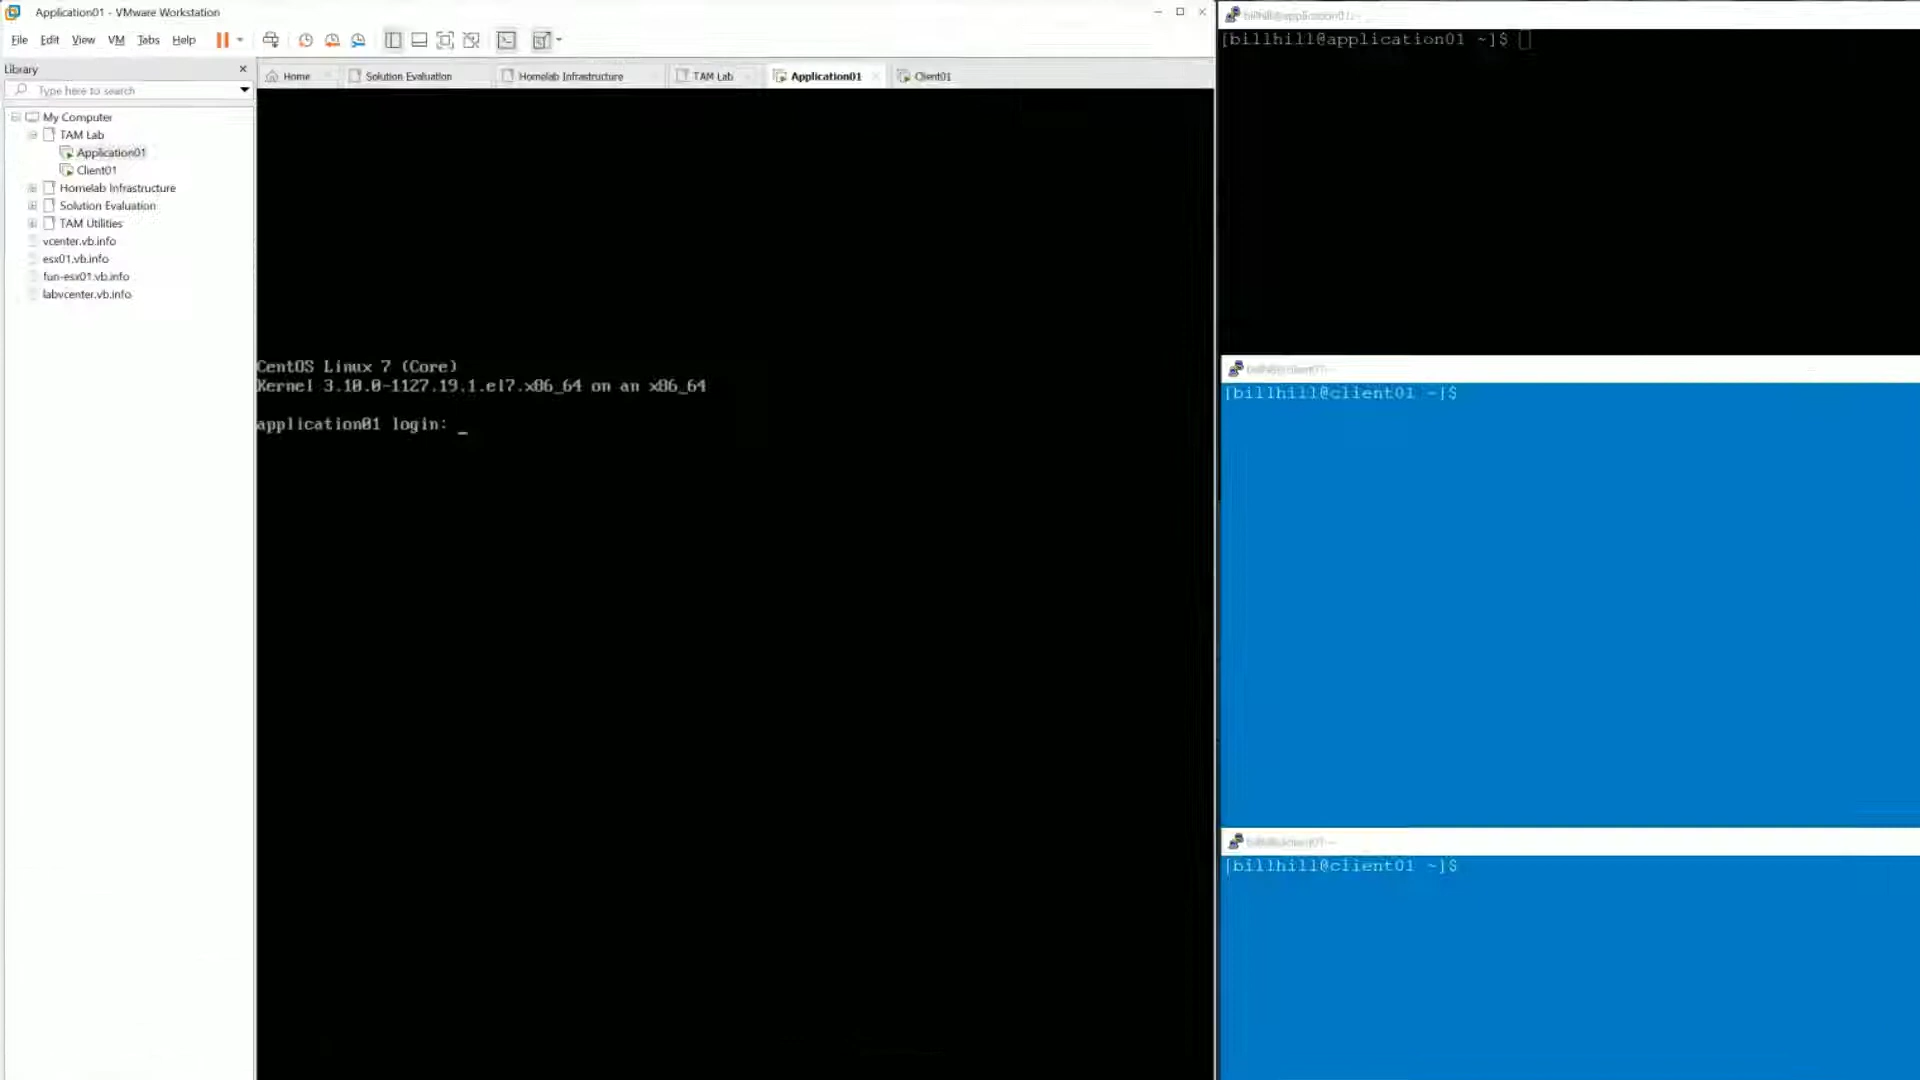 Application01 - VMware Workstation
File Edit View VM Tabs Help
Library
Type here to search
My Computer
TAM Lab
Application01
Client01
Homelab Infrastructure
Solution Evaluation
TAM Utilities
vcenter.vb.info
esx01.vb.info
fun-esx01.vb.info
labvcenter.vb.info
Home Solution Evaluation Homelab Infrastructure TAM Lab Application01 Client01
CentOS Linux 7 (Core)
Kernel 3.10.0-1127.19.1.el7.x86_64 on an x86_64
application01 login: _
billhill@application01:~
[billhill@application01 ~]$
[billhill@client01 ~]$
[billhill@client01 ~]$